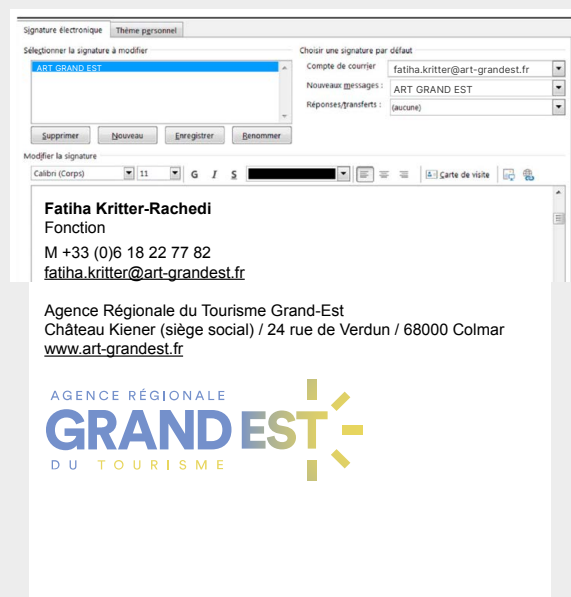 Signature électronique Thème personnel
Sélectionner la signature à modifier
Choisir une signature par défaut
ART GRAND EST
Compte de courrier
fatiha.kritter@art-grandest.fr
Nouveaux messages :
ART GRAND EST
Réponses/transferts :
(aucune)
Supprimer Nouveau Enregistrer Renommer
Modifier la signature
Calibri (Corps) 11 G I S Carte de visite
Fatiha Kritter-Rachedi
Fonction
M +33 (0)6 18 22 77 82
fatiha.kritter@art-grandest.fr
Agence Régionale du Tourisme Grand-Est
Château Kiener (siège social) / 24 rue de Verdun / 68000 Colmar
www.art-grandest.fr
AGENCE RÉGIONALE
GRAND EST
DU TOURISME